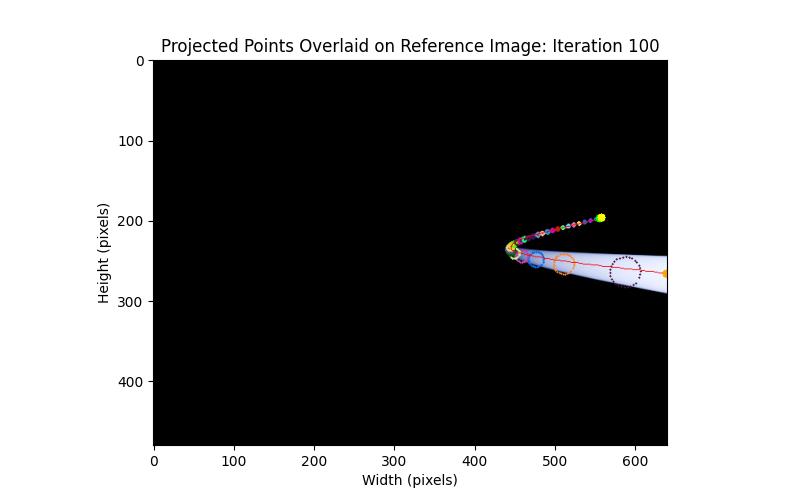 Projected Points Overlaid on Reference Image: Iteration 100
0
100
200
300
400
Height (pixels)
0 100 200 300 400 500 600
Width (pixels)